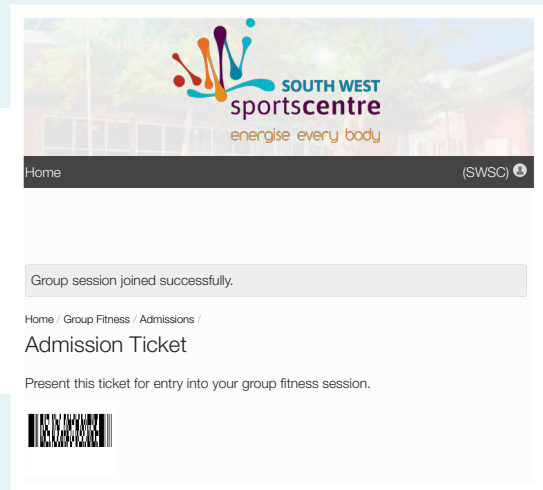 SOUTH WEST
sportscentre
energise every body
Home (SWSC)
Group session joined successfully.
Home / Group Fitness / Admissions /
Admission Ticket
Present this ticket for entry into your group fitness session.